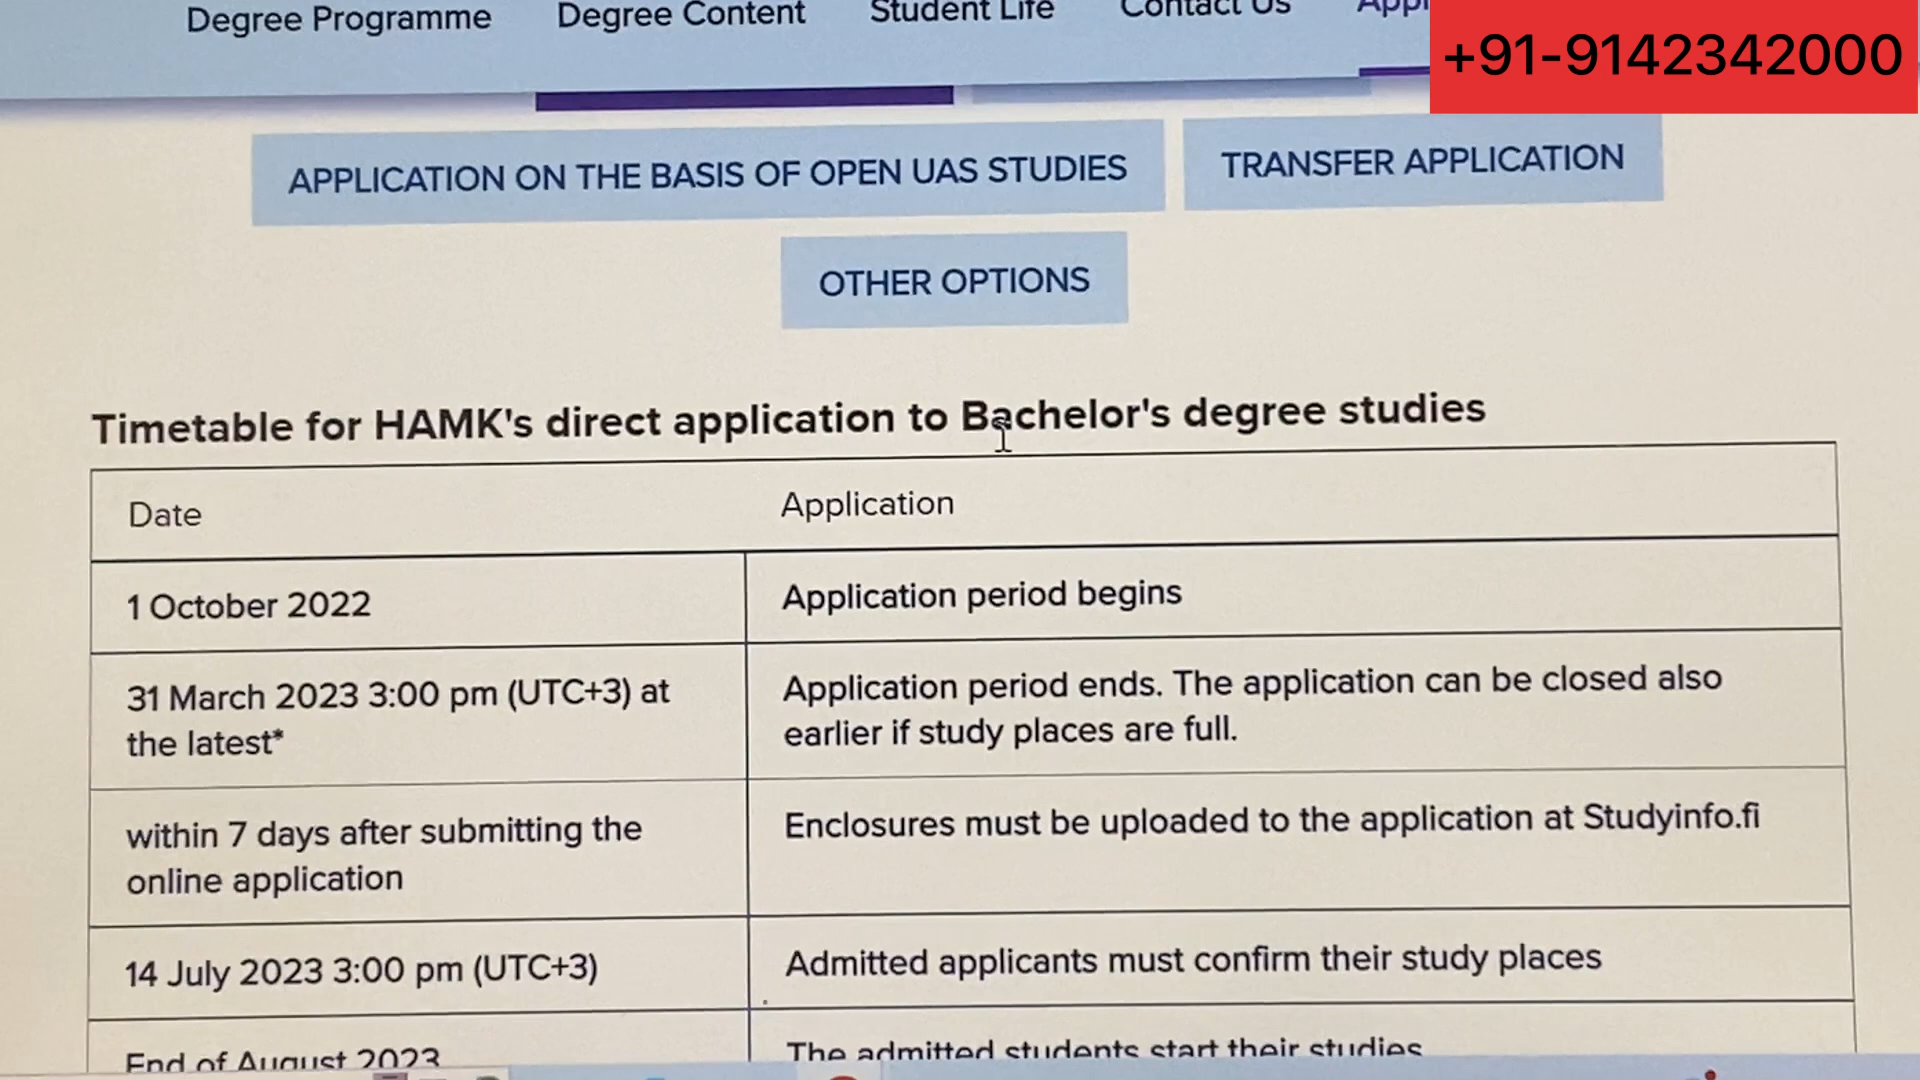 Degree Programme
Degree Content
Student Life
Contact Us
Appl
+91-9142342000
APPLICATION ON THE BASIS OF OPEN UAS STUDIES
TRANSFER APPLICATION
OTHER OPTIONS
Timetable for HAMK's direct application to Bachelor's degree studies
Date
Application
1 October 2022
Application period begins
31 March 2023 3:00 pm (UTC+3) at
the latest*
Application period ends. The application can be closed also
earlier if study places are full.
within 7 days after submitting the
online application
Enclosures must be uploaded to the application at Studyinfo.fi
14 July 2023 3:00 pm (UTC+3)
Admitted applicants must confirm their study places
End of August 2023
The admitted students start their studies